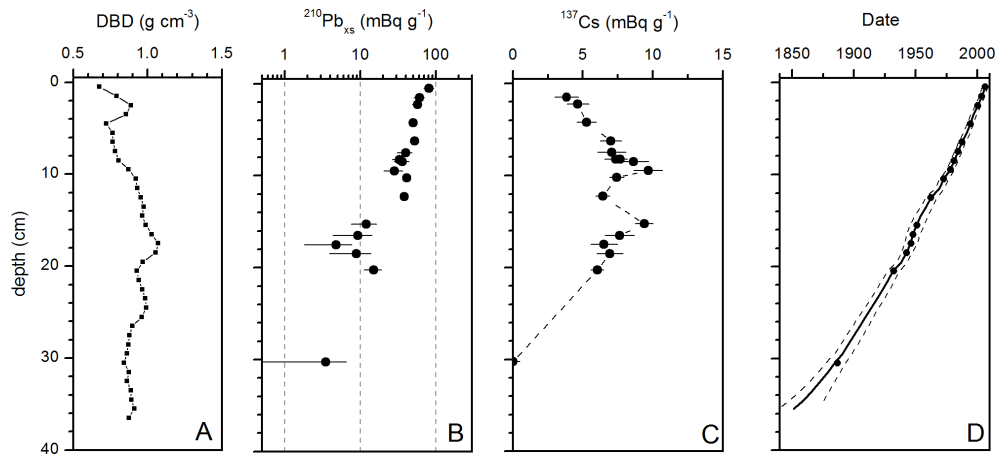 DBD (g cm⁻³) ²¹⁰Pbₓₛ (mBq g⁻¹) ¹³⁷Cs (mBq g⁻¹) Date
0.5 1.0 1.5 1 10 100 0 5 10 15 1850 1900 1950 2000
0
10
20
30
40
depth (cm)
A B C D